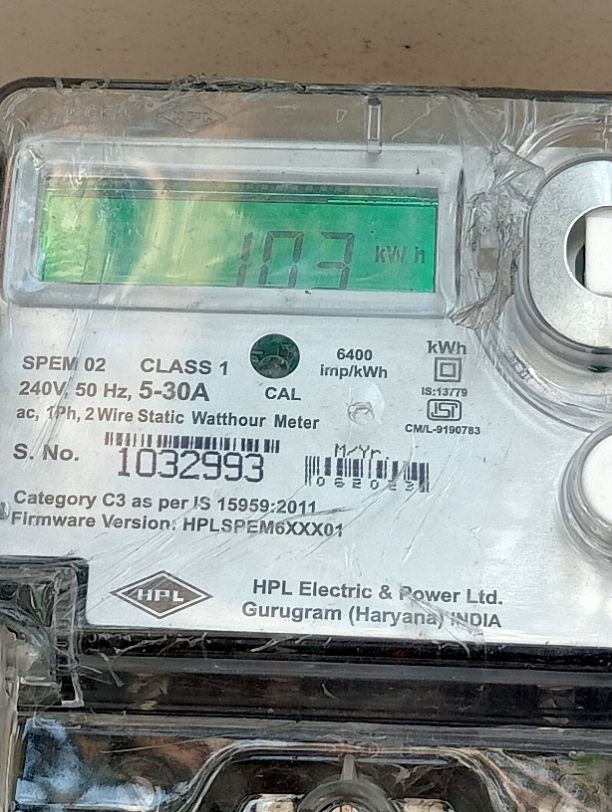 103 kWh
SPEM 02 CLASS 1
240V, 50 Hz, 5-30A
ac, 1Ph, 2 Wire Static Watthour Meter
6400
imp/kWh
CAL
kWh
IS:13779
ISI
CM/L-9190783
S. No. 1032993
M/Yr.
062023
Category C3 as per IS 15959:2011
Firmware Version: HPLSPEM6XXX01
HPL
HPL Electric & Power Ltd.
Gurugram (Haryana) INDIA